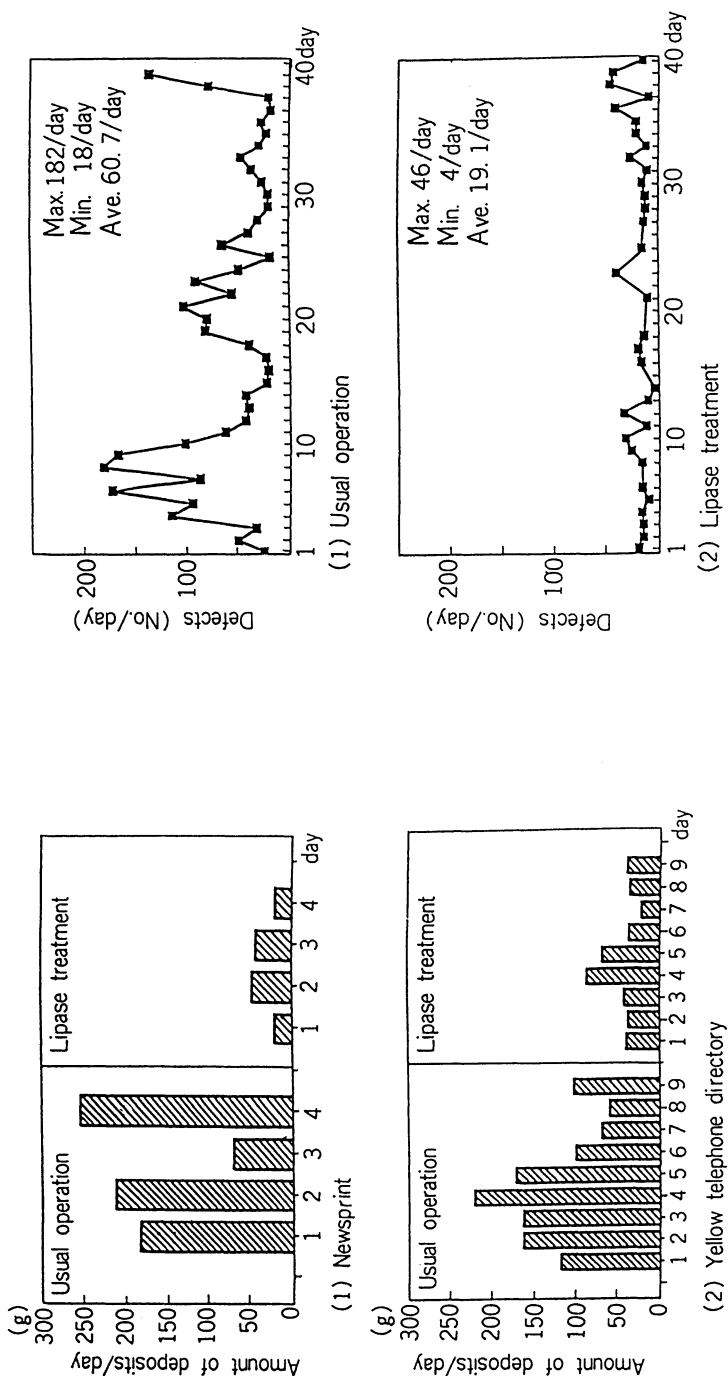 (g)
300
250
200
150
100
50
0
Amount of deposits/day
Usual operation
Lipase treatment
1 2 3 4 1 2 3 4 day
(1) Newsprint
300
250
200
150
100
50
0
Amount of deposits/day
Usual operation
Lipase treatment
1 2 3 4 5 6 7 8 9 1 2 3 4 5 6 7 8 9 day
(2) Yellow telephone directory
200
100
Defects (No./day)
Max. 182/day
Min. 18/day
Ave. 60. 7/day
1 10 20 30 40 day
(1) Usual operation
200
100
Defects (No./day)
Max. 46/day
Min. 4/day
Ave. 19. 1/day
1 10 20 30 40 day
(2) Lipase treatment